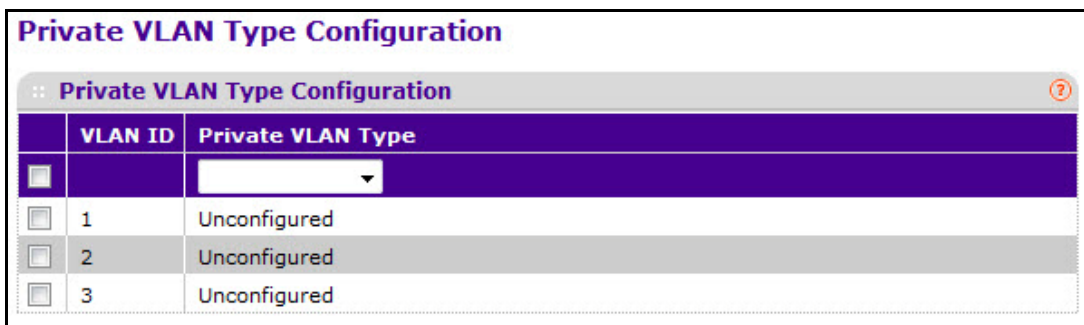 Private VLAN Type Configuration
Private VLAN Type Configuration ?
VLAN ID Private VLAN Type
1 Unconfigured
2 Unconfigured
3 Unconfigured